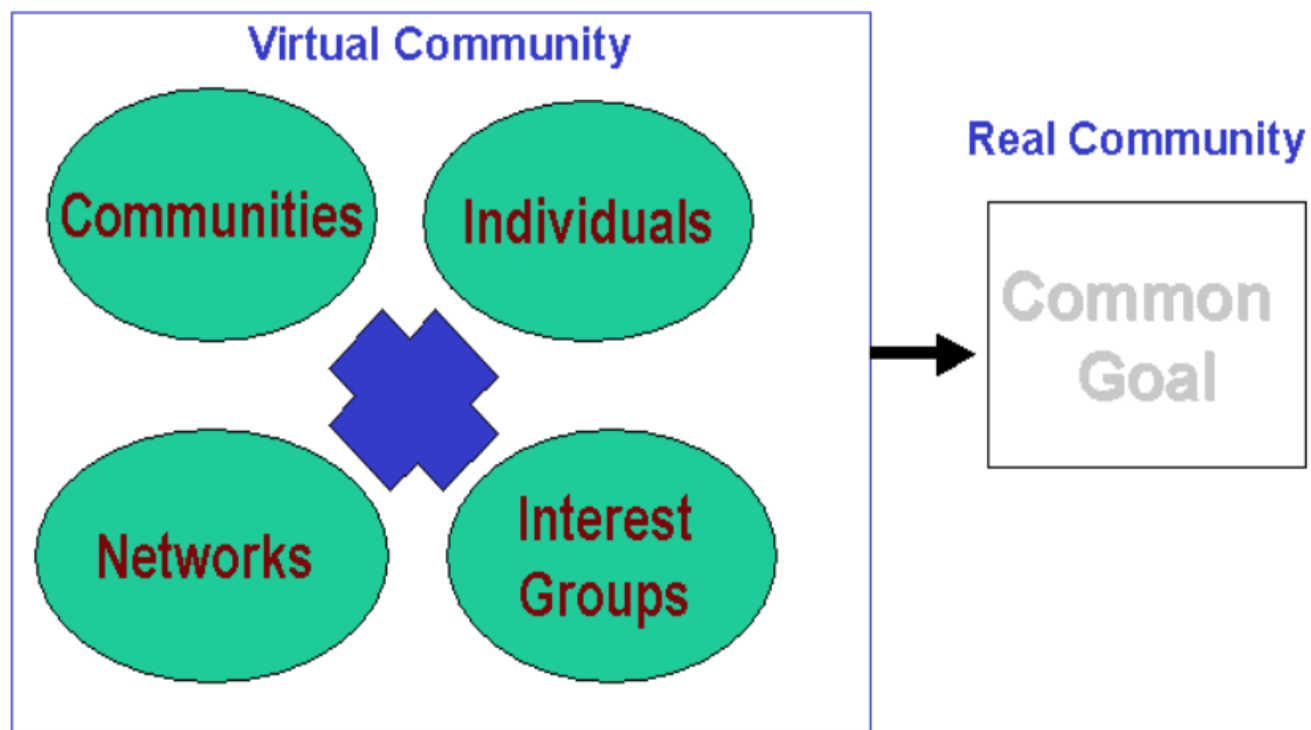 Virtual Community
Communities
Individuals
Networks
Interest
Groups
Real Community
Common
Goal